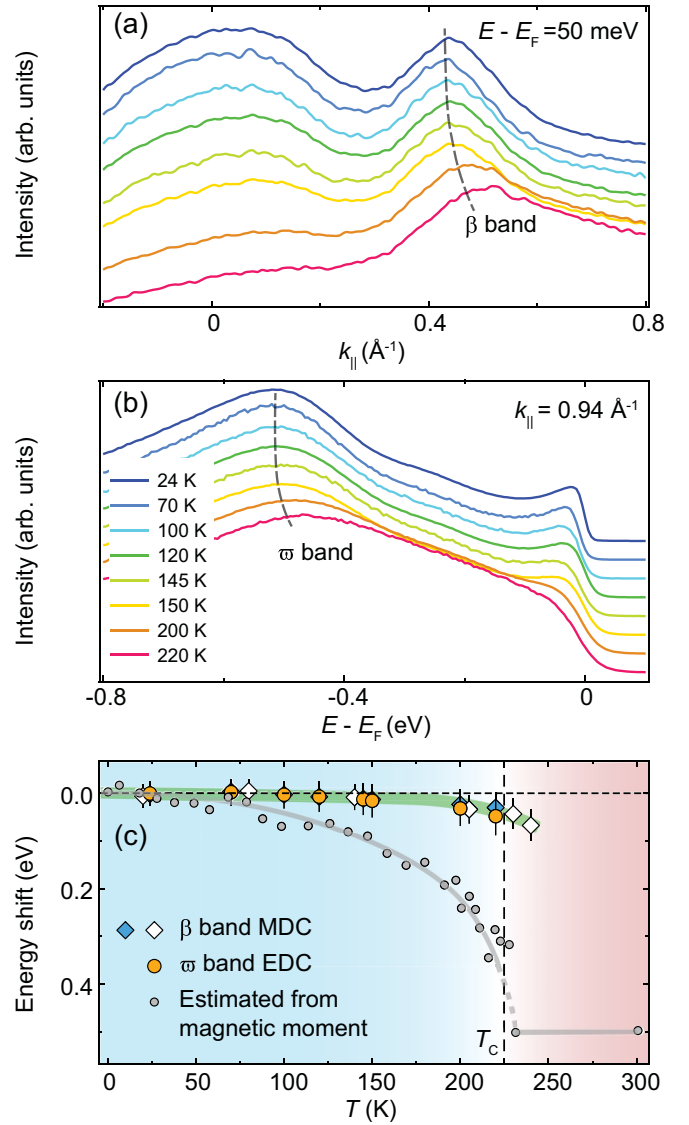 (a)
E - EF =50 meV
Intensity (arb. units)
β band
0
0.4
0.8
k|| (Å-1)
(b)
k|| = 0.94 Å-1
Intensity (arb. units)
24 K
70 K
100 K
120 K
145 K
150 K
200 K
220 K
ϖ band
-0.8
-0.4
0
E - EF (eV)
(c)
0.0
0.2
0.4
Energy shift (eV)
β band MDC
ϖ band EDC
Estimated from
magnetic moment
TC
0
50
100
150
200
250
300
T (K)